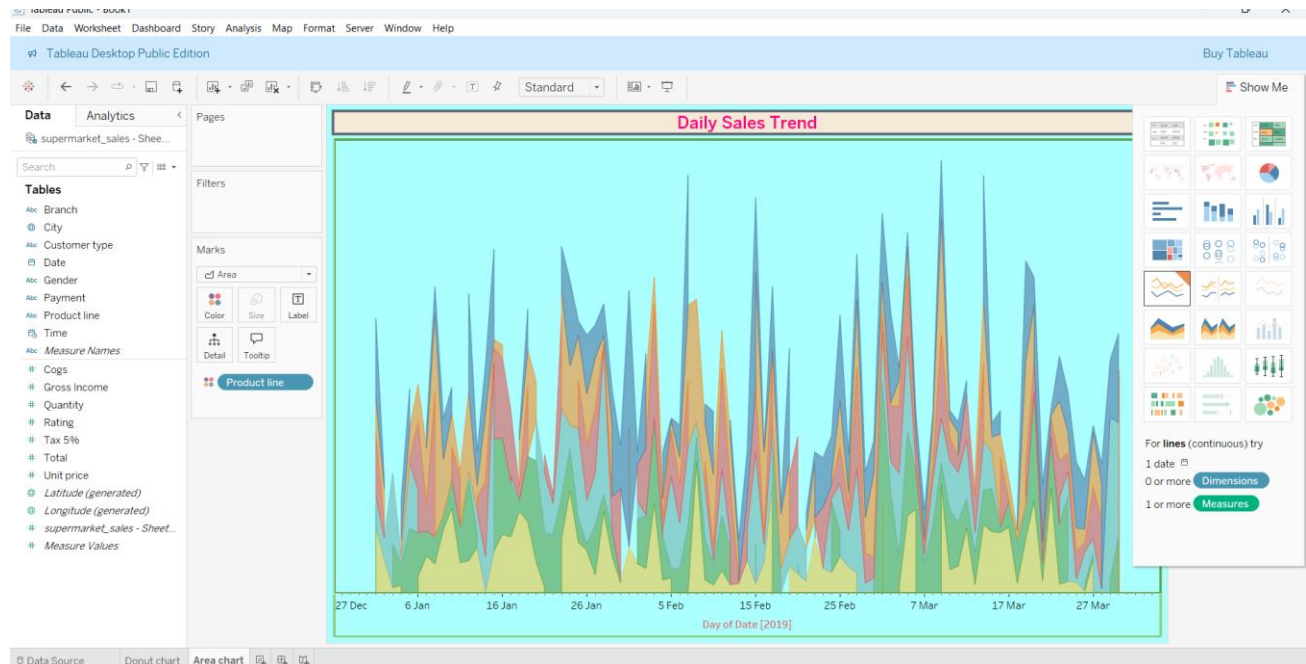 Tableau Public - Book1
File Data Worksheet Dashboard Story Analysis Map Format Server Window Help
Tableau Desktop Public Edition
Buy Tableau
Standard
Show Me
Data Analytics
supermarket_sales - Shee...
Search
Tables
Abc Branch
City
Abc Customer type
Date
Abc Gender
Abc Payment
Abc Product line
Time
Abc Measure Names
# Cogs
# Gross Income
# Quantity
# Rating
# Tax 5%
# Total
# Unit price
Latitude (generated)
Longitude (generated)
# supermarket_sales - Sheet...
# Measure Values
Pages
Filters
Marks
Area
Color Size Label
Detail Tooltip
Product line
Daily Sales Trend
27 Dec 6 Jan 16 Jan 26 Jan 5 Feb 15 Feb 25 Feb 7 Mar 17 Mar 27 Mar
Day of Date [2019]
For lines (continuous) try
1 date
0 or more Dimensions
1 or more Measures
Data Source Donut chart Area chart